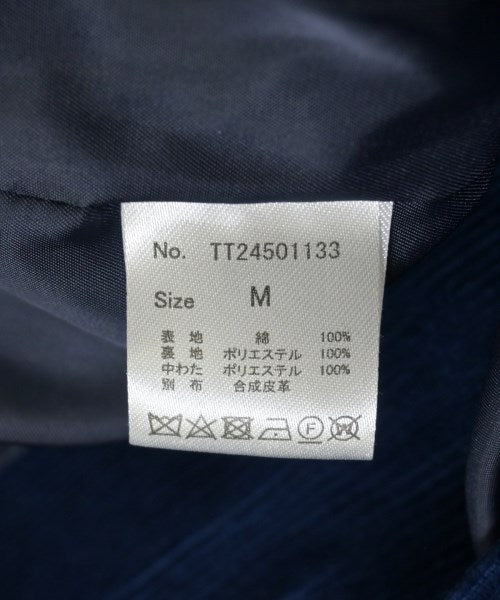 No. TT24501133
Size M
表地 綿 100%
裏地 ポリエステル 100%
中わた ポリエステル 100%
別布 合成皮革
F
W